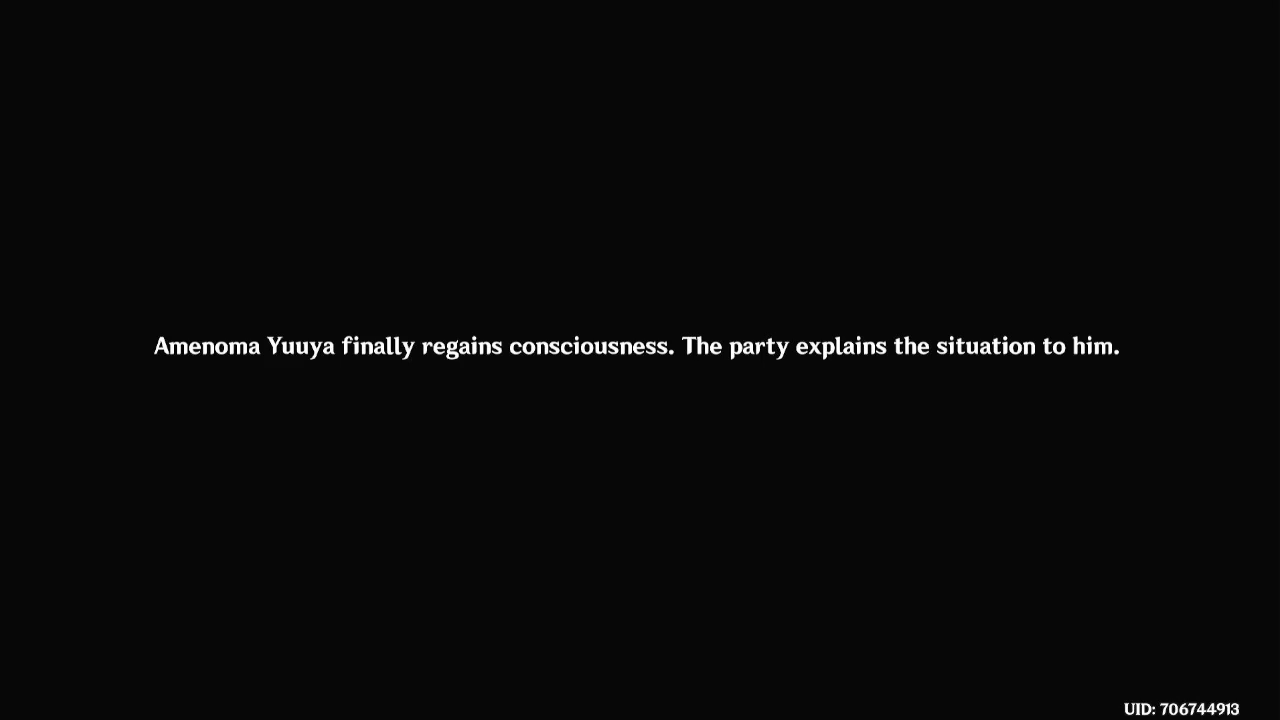 Amenoma Yuuya finally regains consciousness. The party explains the situation to him.
UID: 706744913